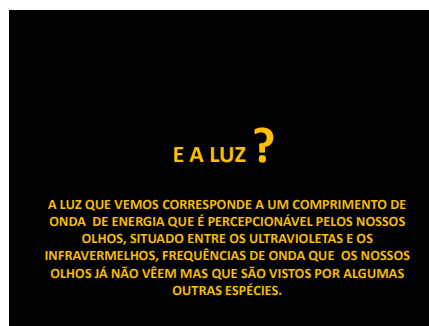 E A LUZ ?
A LUZ QUE VEMOS CORRESPONDE A UM COMPRIMENTO DE
ONDA DE ENERGIA QUE É PERCEPCIONÁVEL PELOS NOSSOS
OLHOS, SITUADO ENTRE OS ULTRAVIOLETAS E OS
INFRAVERMELHOS, FREQUÊNCIAS DE ONDA QUE OS NOSSOS
OLHOS JÁ NÃO VÊEM MAS QUE SÃO VISTOS POR ALGUMAS
OUTRAS ESPÉCIES.